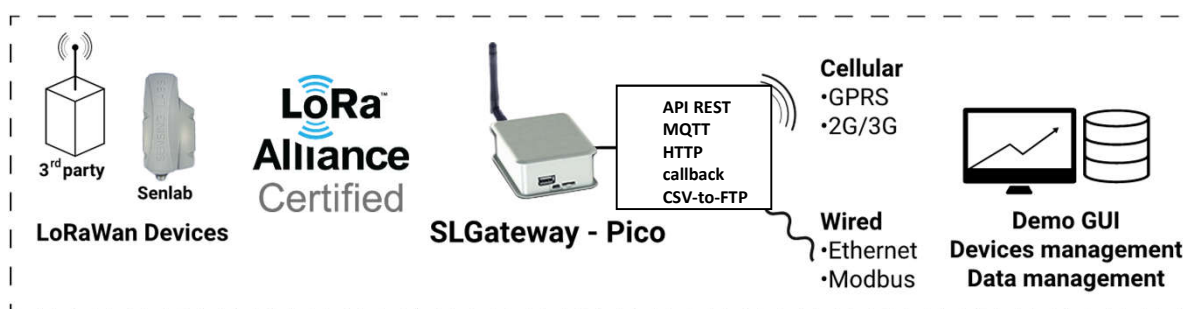 3rd party
Senlab
LoRaWan Devices
LoRa™
Alliance
Certified
SLGateway - Pico
API REST
MQTT
HTTP
callback
CSV-to-FTP
Cellular
•GPRS
•2G/3G
Wired
•Ethernet
•Modbus
Demo GUI
Devices management
Data management